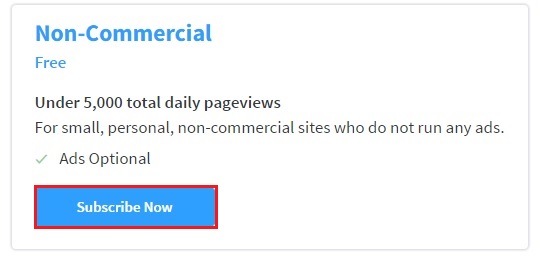 Non-Commercial
Free
Under 5,000 total daily pageviews
For small, personal, non-commercial sites who do not run any ads.
Ads Optional
Subscribe Now